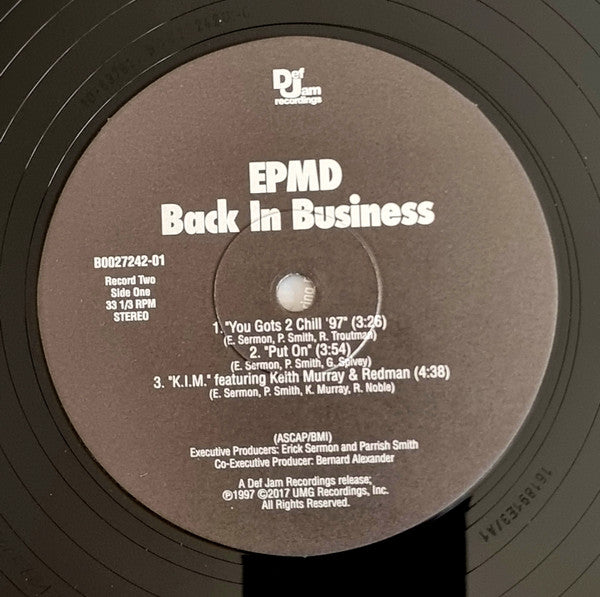 Def
Jam
recordings
EPMD
Back In Business
B0027242-01
Record Two
Side One
33 1/3 RPM
STEREO
1. "You Gots 2 Chill '97" (3:26)
(E. Sermon, P. Smith, R. Troutman)
2. "Put On" (3:54)
(E. Sermon, P. Smith, G. Spivey)
3. "K.I.M." featuring Keith Murray & Redman (4:38)
(E. Sermon, P. Smith, K. Murray, R. Noble)
(ASCAP/BMI)
Executive Producers: Erick Sermon and Parrish Smith
Co-Executive Producer: Bernard Alexander
A Def Jam Recordings release;
℗1997 ©2017 UMG Recordings, Inc.
All Rights Reserved.
161891E3/A1